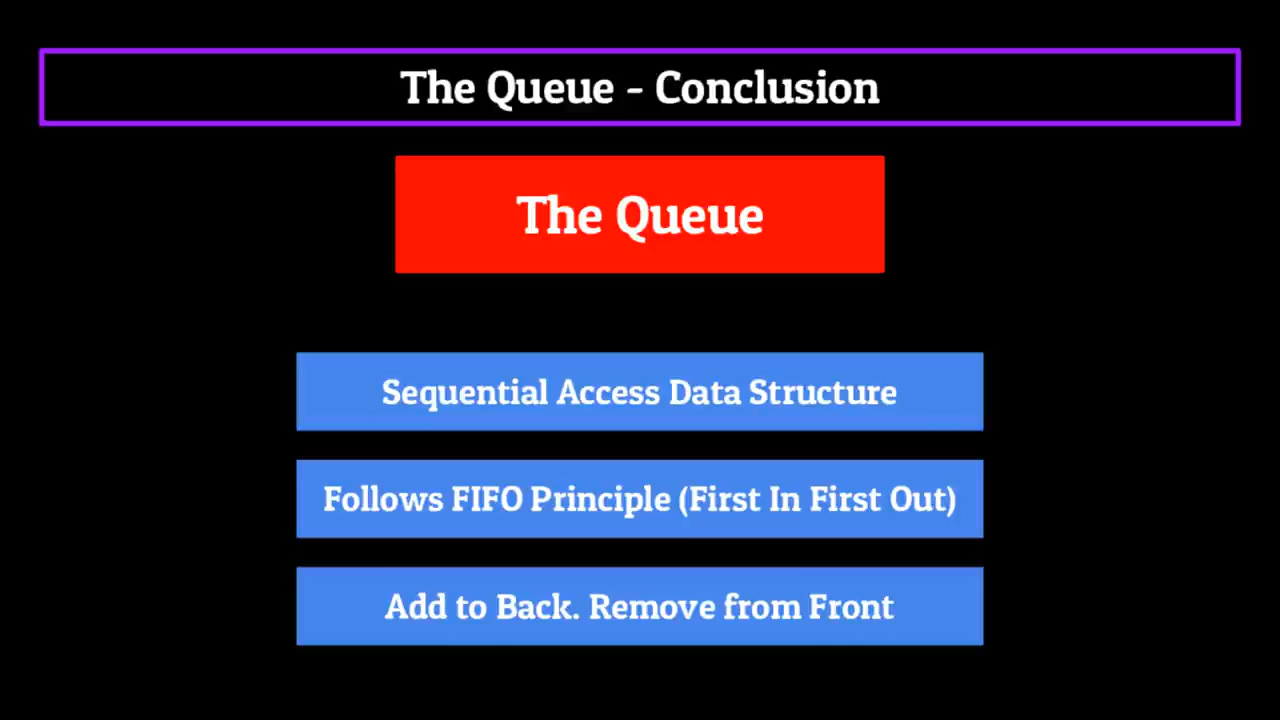 The Queue - Conclusion
The Queue
Sequential Access Data Structure
Follows FIFO Principle (First In First Out)
Add to Back. Remove from Front